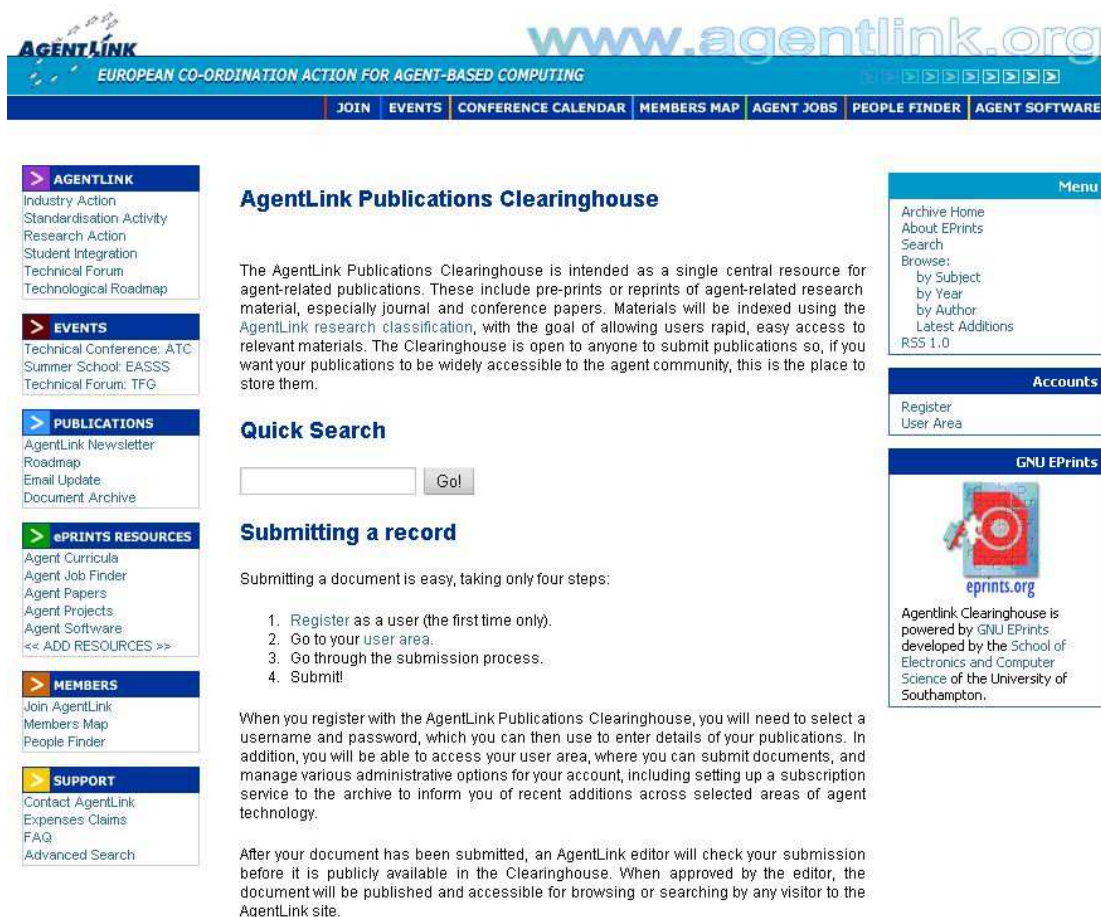 AGENTLINK
www.agentlink.org
EUROPEAN CO-ORDINATION ACTION FOR AGENT-BASED COMPUTING
JOIN EVENTS CONFERENCE CALENDAR MEMBERS MAP AGENT JOBS PEOPLE FINDER AGENT SOFTWARE
AGENTLINK
Industry Action
Standardisation Activity
Research Action
Student Integration
Technical Forum
Technological Roadmap
EVENTS
Technical Conference: ATC
Summer School: EASSS
Technical Forum: TFG
PUBLICATIONS
AgentLink Newsletter
Roadmap
Email Update
Document Archive
ePRINTS RESOURCES
Agent Curricula
Agent Job Finder
Agent Papers
Agent Projects
Agent Software
<< ADD RESOURCES >>
MEMBERS
Join AgentLink
Members Map
People Finder
SUPPORT
Contact AgentLink
Expenses Claims
FAQ
Advanced Search
AgentLink Publications Clearinghouse
The AgentLink Publications Clearinghouse is intended as a single central resource for
agent-related publications. These include pre-prints or reprints of agent-related research
material, especially journal and conference papers. Materials will be indexed using the
AgentLink research classification, with the goal of allowing users rapid, easy access to
relevant materials. The Clearinghouse is open to anyone to submit publications so, if you
want your publications to be widely accessible to the agent community, this is the place to
store them.
Quick Search
Go!
Submitting a record
Submitting a document is easy, taking only four steps:
1. Register as a user (the first time only).
2. Go to your user area.
3. Go through the submission process.
4. Submit!
When you register with the AgentLink Publications Clearinghouse, you will need to select a
username and password, which you can then use to enter details of your publications. In
addition, you will be able to access your user area, where you can submit documents, and
manage various administrative options for your account, including setting up a subscription
service to the archive to inform you of recent additions across selected areas of agent
technology.
After your document has been submitted, an AgentLink editor will check your submission
before it is publicly available in the Clearinghouse. When approved by the editor, the
document will be published and accessible for browsing or searching by any visitor to the
AgentLink site.
Menu
Archive Home
About EPrints
Search
Browse:
by Subject
by Year
by Author
Latest Additions
RSS 1.0
Accounts
Register
User Area
GNU EPrints
eprints.org
Agentlink Clearinghouse is
powered by GNU EPrints
developed by the School of
Electronics and Computer
Science of the University of
Southampton.